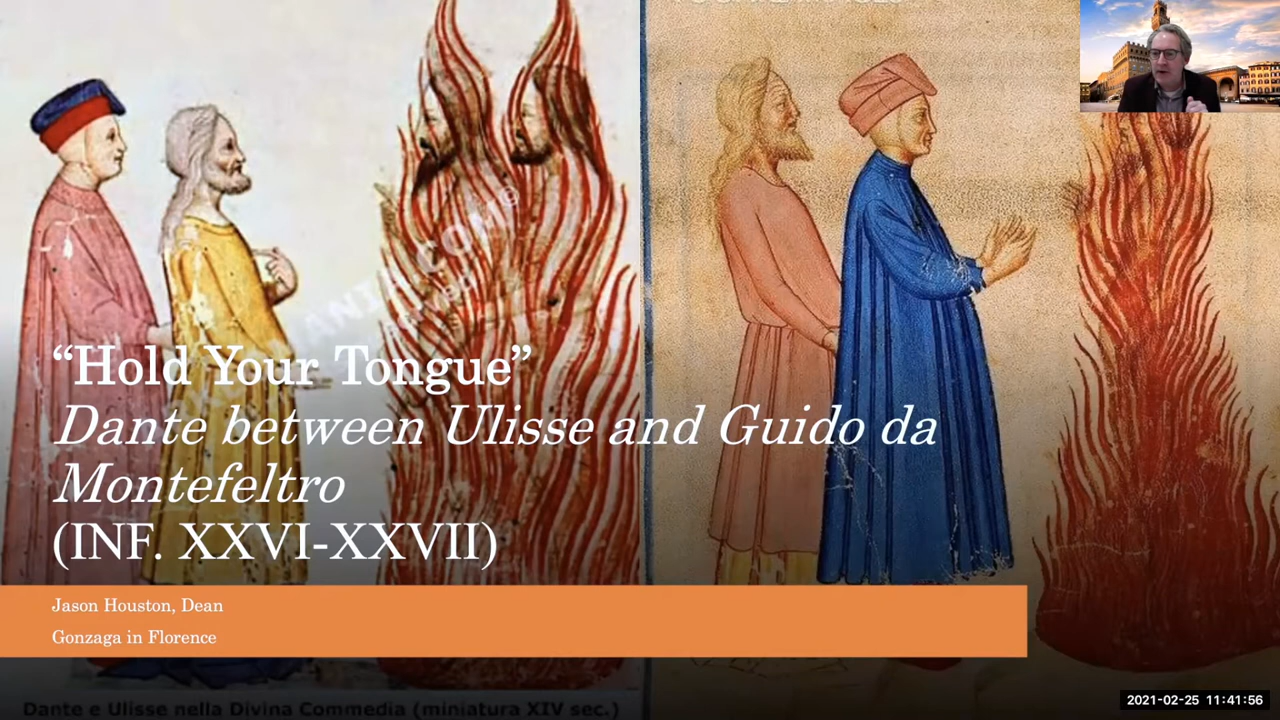 “Hold Your Tongue”
Dante between Ulisse and Guido da
Montefeltro
(INF. XXVI-XXVII)
Jason Houston, Dean
Gonzaga in Florence
Dante e Ulisse nella Divina Commedia (miniatura XIV sec.)
2021-02-25 11:41:56